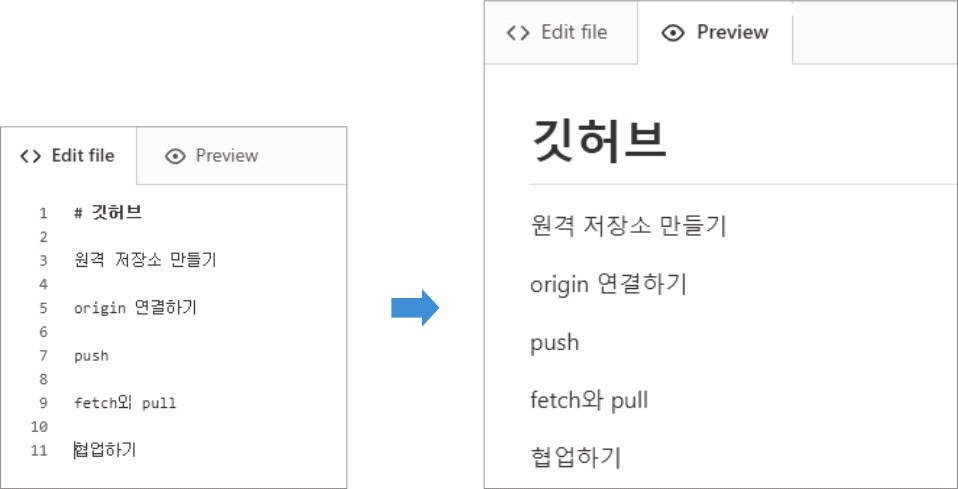 Edit file Preview
1 # 깃허브
2
3 원격 저장소 만들기
4
5 origin 연결하기
6
7 push
8
9 fetch와 pull
10
11 협업하기
Edit file Preview
깃허브
원격 저장소 만들기
origin 연결하기
push
fetch와 pull
협업하기